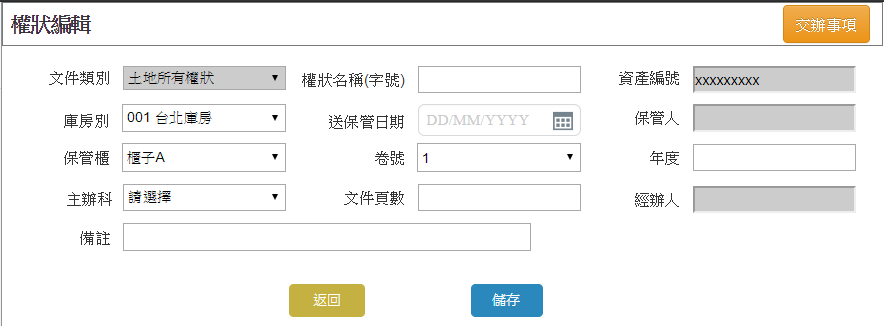 權狀編輯 交辦事項
文件類別 土地所有權狀 權狀名稱(字號) 資產編號 xxxxxxxxx
庫房別 001 台北庫房 送保管日期 DD/MM/YYYY 保管人
保管櫃 櫃子A 卷號 1 年度
主辦科 請選擇 文件頁數 經辦人
備註
返回 儲存